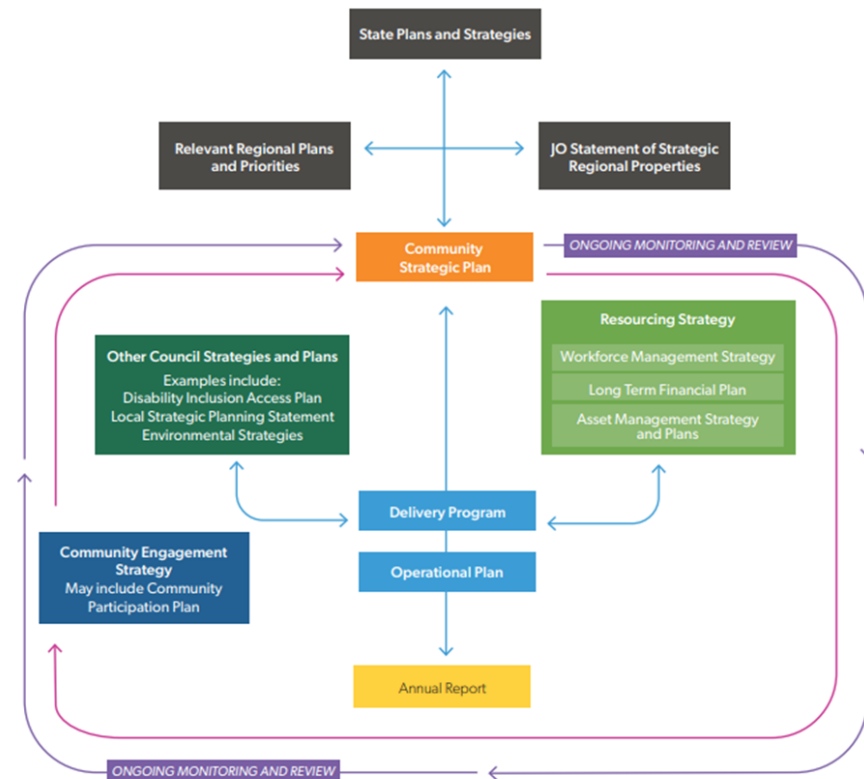 State Plans and Strategies
Relevant Regional Plans
and Priorities
JO Statement of Strategic
Regional Properties
Community
Strategic Plan
ONGOING MONITORING AND REVIEW
Other Council Strategies and Plans
Examples include:
Disability Inclusion Access Plan
Local Strategic Planning Statement
Environmental Strategies
Resourcing Strategy
Workforce Management Strategy
Long Term Financial Plan
Asset Management Strategy
and Plans
Delivery Program
Community Engagement
Strategy
May include Community
Participation Plan
Operational Plan
Annual Report
ONGOING MONITORING AND REVIEW